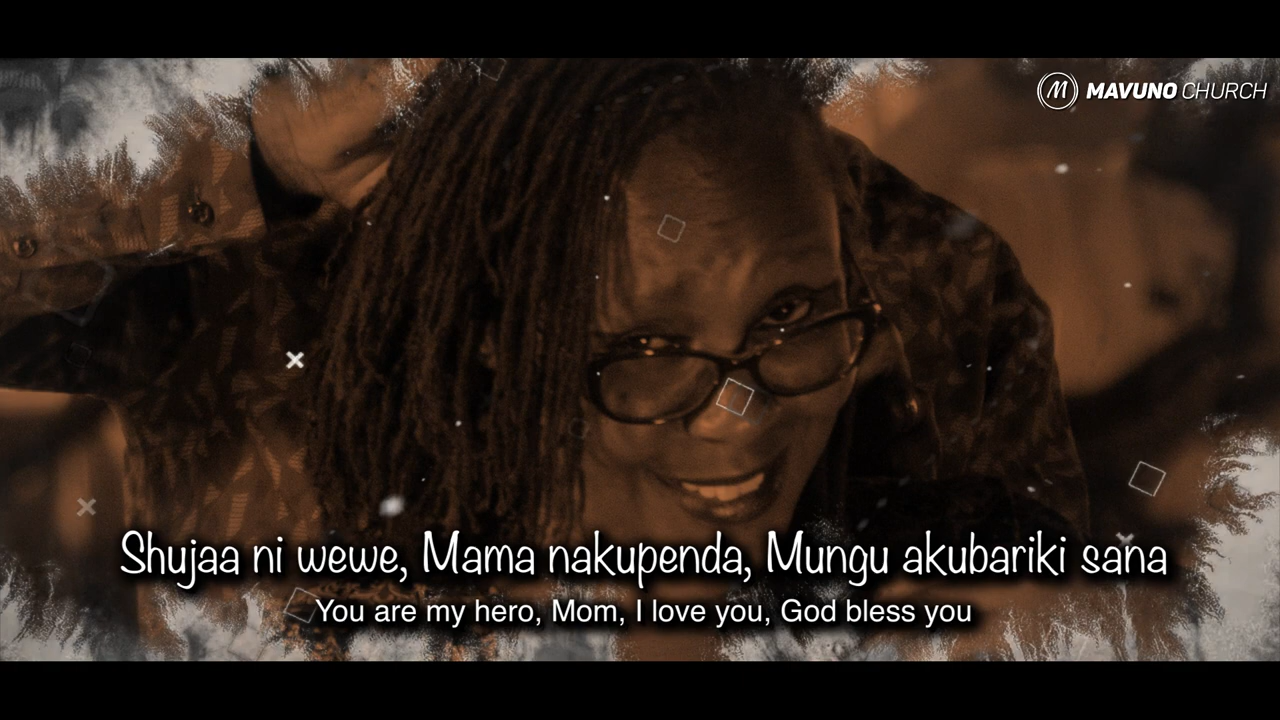 M MAVUNO CHURCH
Shujaa ni wewe, Mama nakupenda, Mungu akubariki sana
You are my hero, Mom, I love you, God bless you